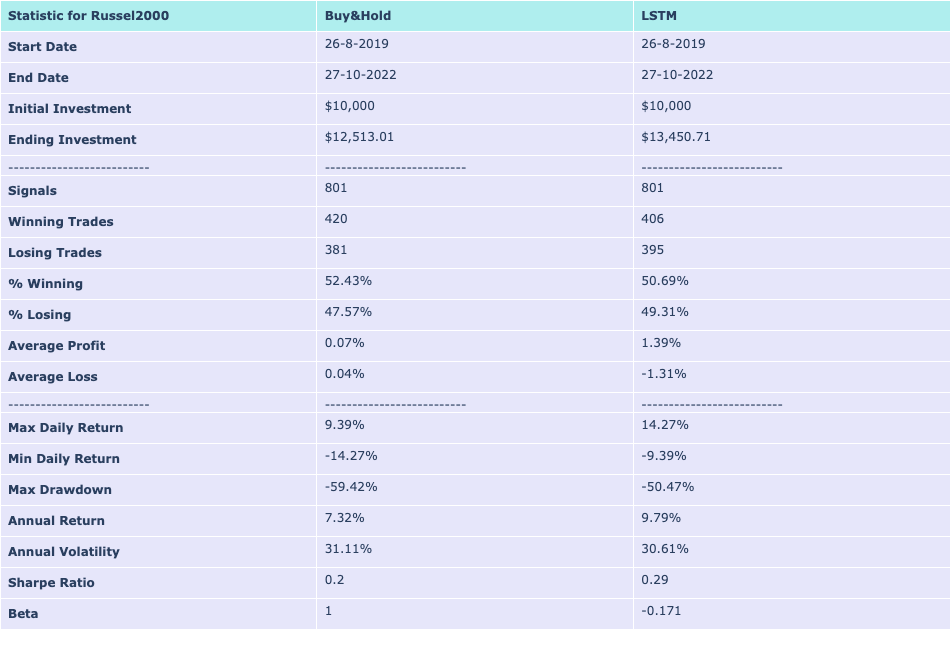 Statistic for Russel2000 Buy&Hold LSTM
Start Date 26-8-2019 26-8-2019
End Date 27-10-2022 27-10-2022
Initial Investment $10,000 $10,000
Ending Investment $12,513.01 $13,450.71
-------------------------- -------------------------- --------------------------
Signals 801 801
Winning Trades 420 406
Losing Trades 381 395
% Winning 52.43% 50.69%
% Losing 47.57% 49.31%
Average Profit 0.07% 1.39%
Average Loss 0.04% -1.31%
-------------------------- -------------------------- --------------------------
Max Daily Return 9.39% 14.27%
Min Daily Return -14.27% -9.39%
Max Drawdown -59.42% -50.47%
Annual Return 7.32% 9.79%
Annual Volatility 31.11% 30.61%
Sharpe Ratio 0.2 0.29
Beta 1 -0.171